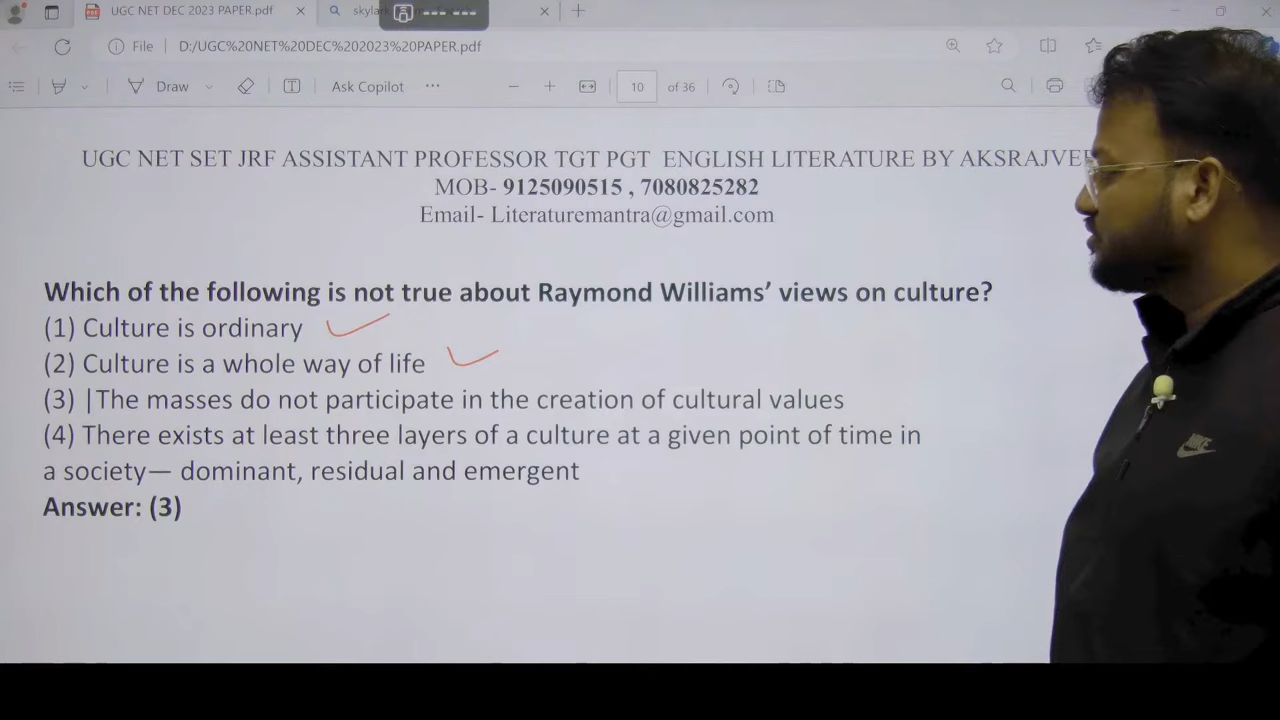 UGC NET DEC 2023 PAPER.pdf
File D:/UGC%20NET%20DEC%202023%20PAPER.pdf
Draw Ask Copilot 10 of 36
UGC NET SET JRF ASSISTANT PROFESSOR TGT PGT ENGLISH LITERATURE BY
MOB- 9125090515 , 7080825282
Email- Literaturemantra@gmail.com
Which of the following is not true about Raymond Williams’ views on culture?
(1) Culture is ordinary
(2) Culture is a whole way of life
(3) |The masses do not participate in the creation of cultural values
(4) There exists at least three layers of a culture at a given point of time in
a society— dominant, residual and emergent
Answer: (3)
NIKE